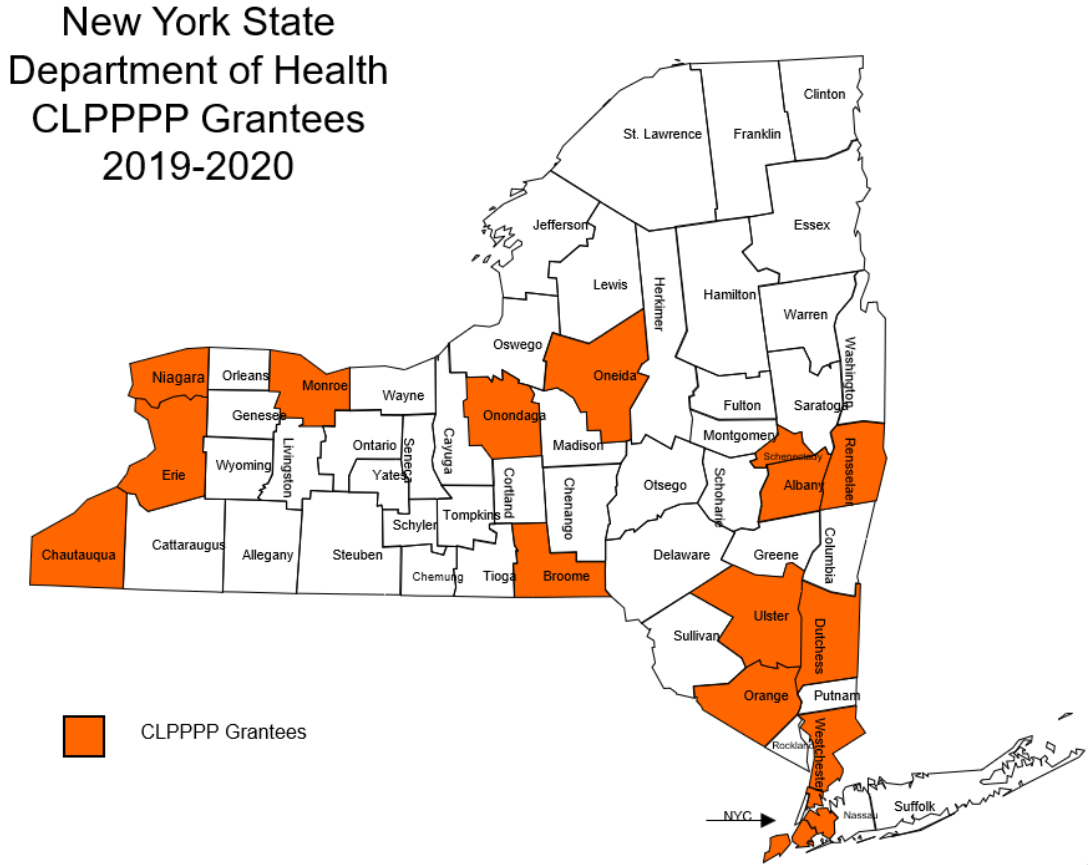 New York State
Department of Health
CLPPPP Grantees
2019-2020
Clinton
St. Lawrence
Franklin
Jefferson
Essex
Lewis
Herkimer
Hamilton
Warren
Washington
Oswego
Oneida
Niagara
Orleans
Monroe
Wayne
Fulton
Saratoga
Genesee
Onondaga
Madison
Montgomery
Schenectady
Rensselaer
Ontario
Seneca
Cayuga
Livingston
Wyoming
Erie
Yates
Cortland
Chenango
Otsego
Schoharie
Albany
Schyler
Tompkins
Chautauqua
Cattaraugus
Allegany
Steuben
Chemung
Tioga
Broome
Delaware
Greene
Columbia
Ulster
Sullivan
Dutchess
Orange
Putnam
CLPPPP Grantees
Rockland
Westchester
NYC
Nassau
Suffolk